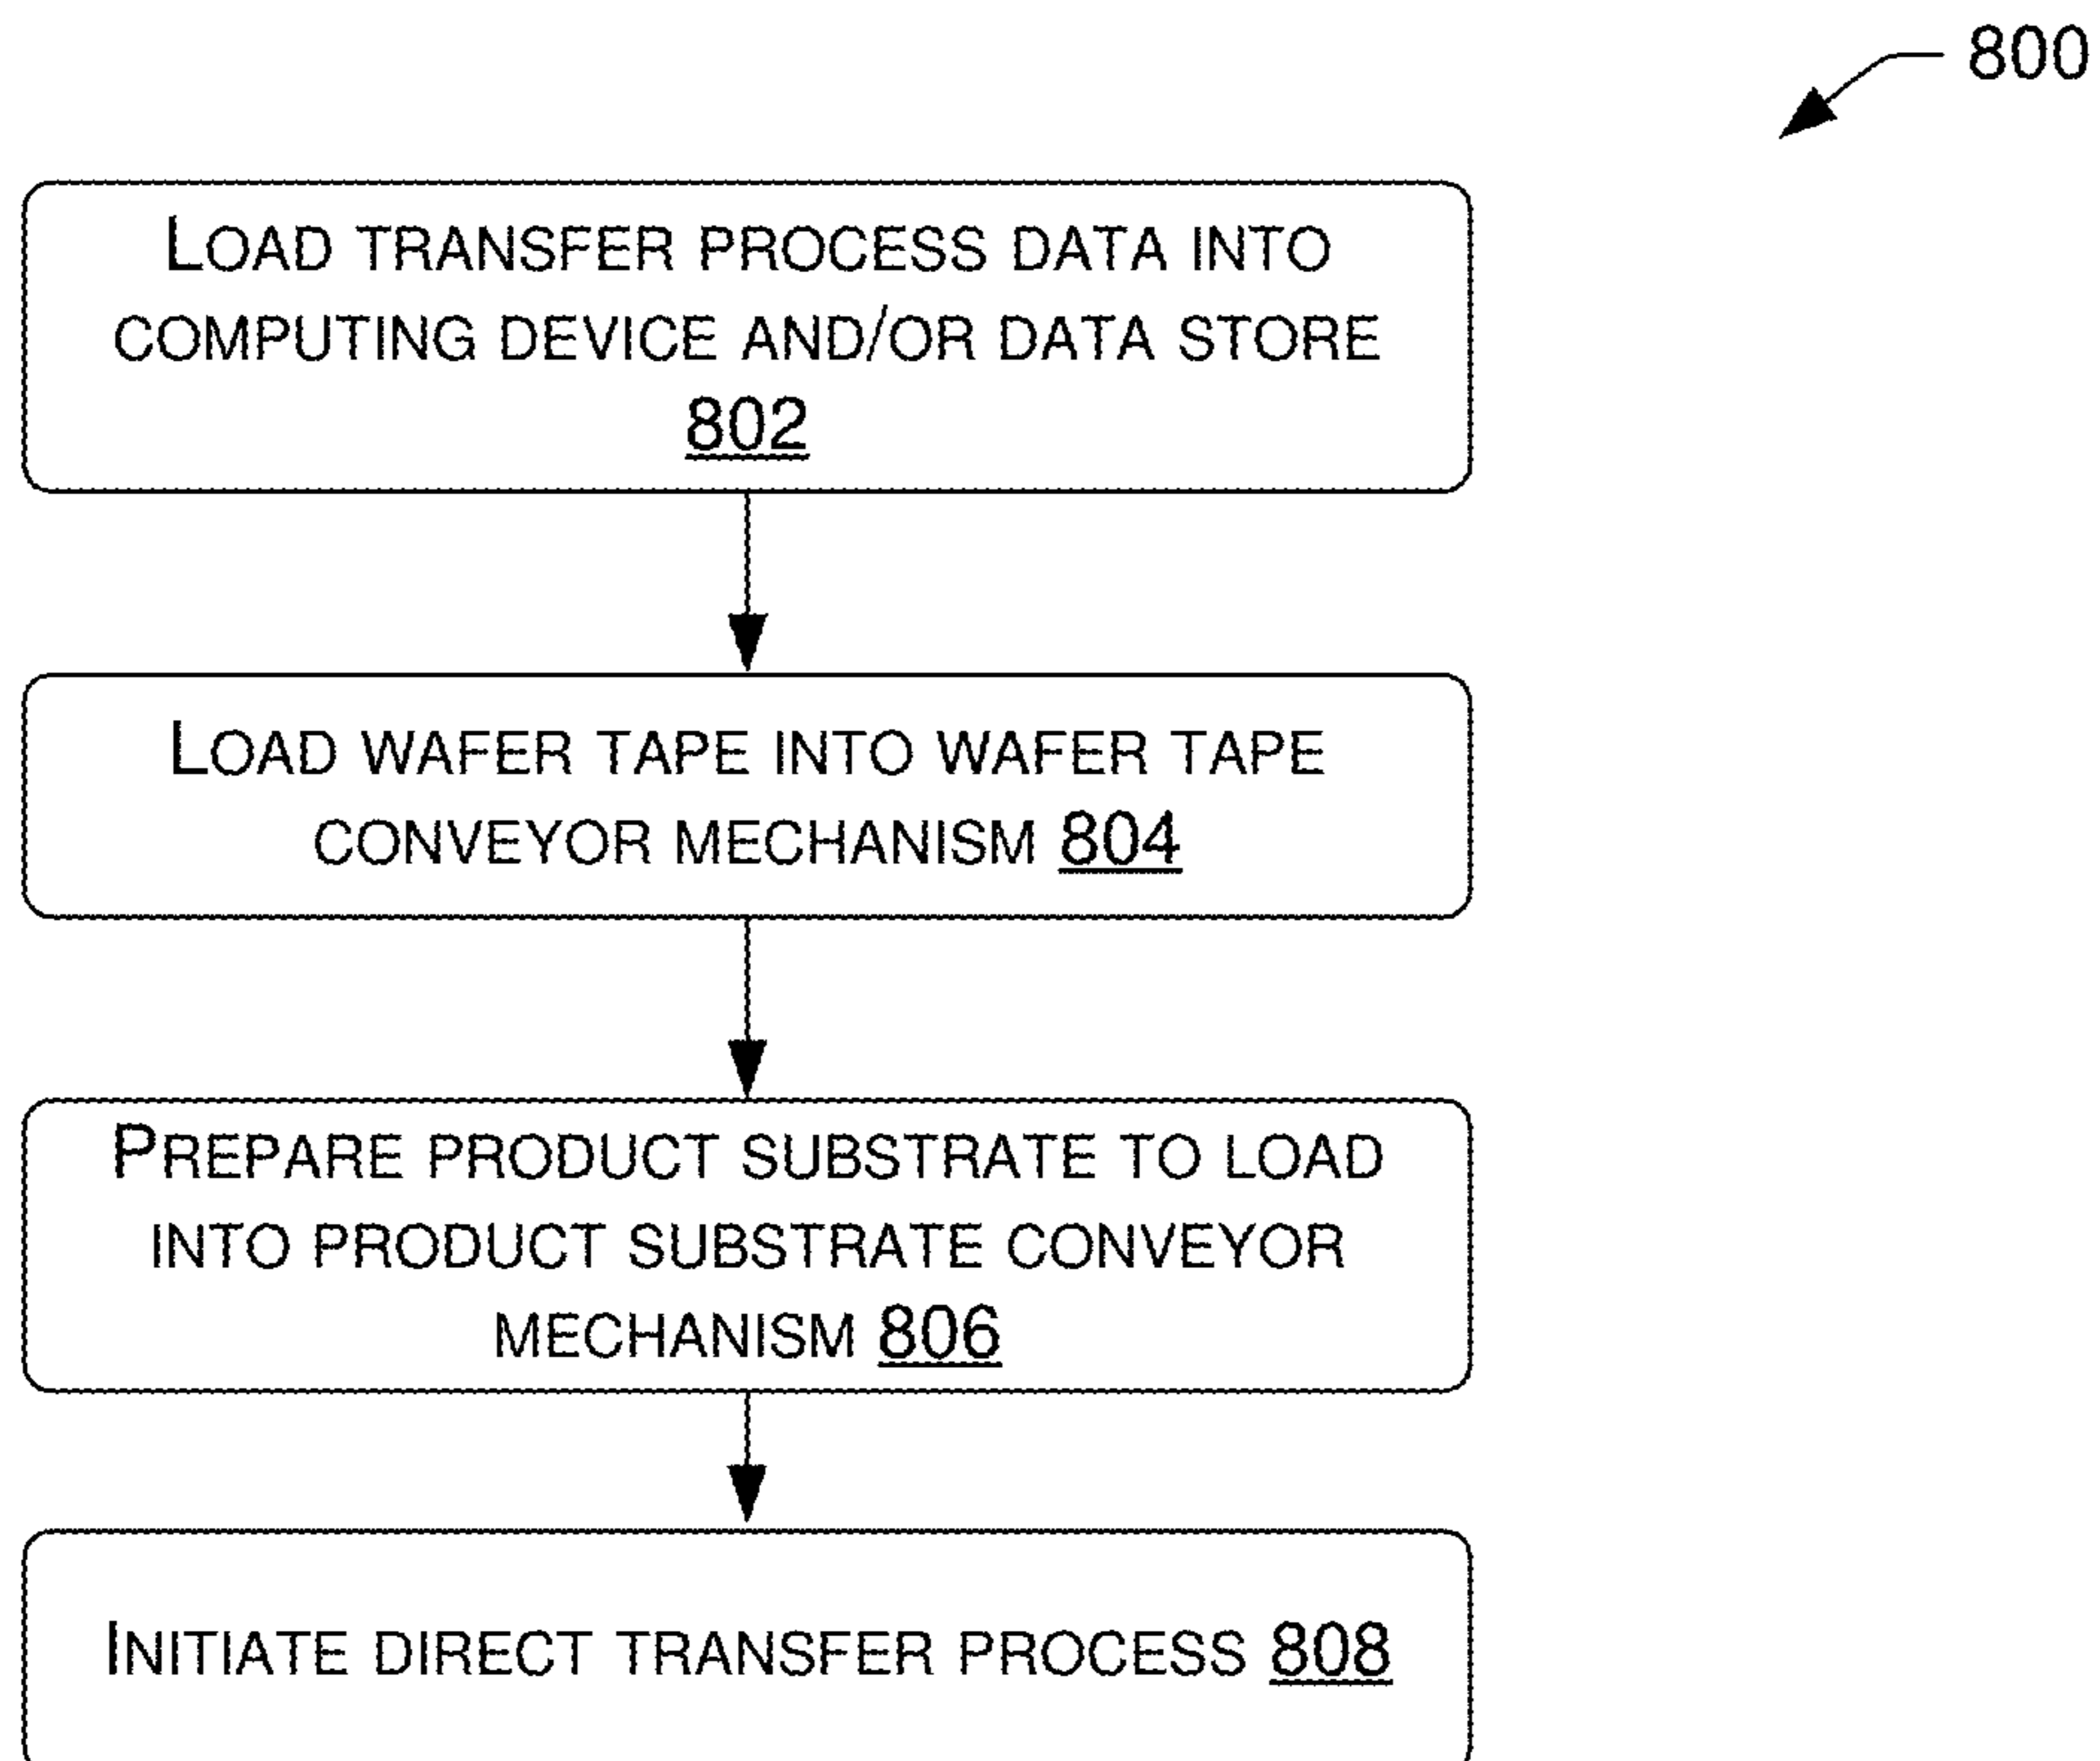 800
LOAD TRANSFER PROCESS DATA INTO
COMPUTING DEVICE AND/OR DATA STORE
802
LOAD WAFER TAPE INTO WAFER TAPE
CONVEYOR MECHANISM 804
PREPARE PRODUCT SUBSTRATE TO LOAD
INTO PRODUCT SUBSTRATE CONVEYOR
MECHANISM 806
INITIATE DIRECT TRANSFER PROCESS 808